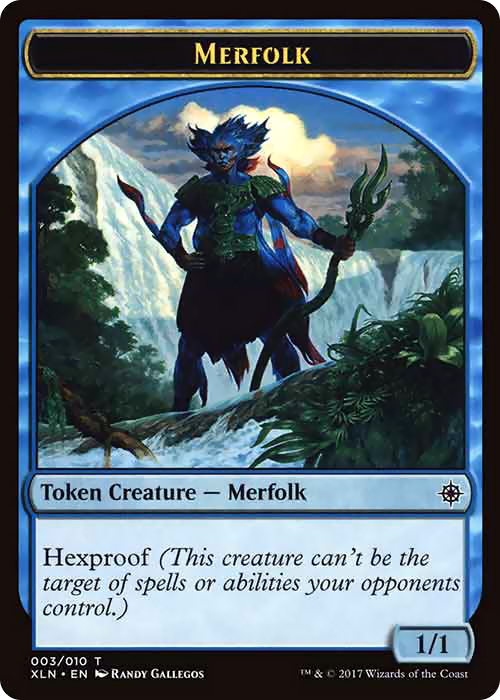 Merfolk
Token Creature — Merfolk
Hexproof (This creature can't be the
target of spells or abilities your opponents
control.)
1/1
003/010 T
XLN • EN Randy Gallegos
™ & © 2017 Wizards of the Coast